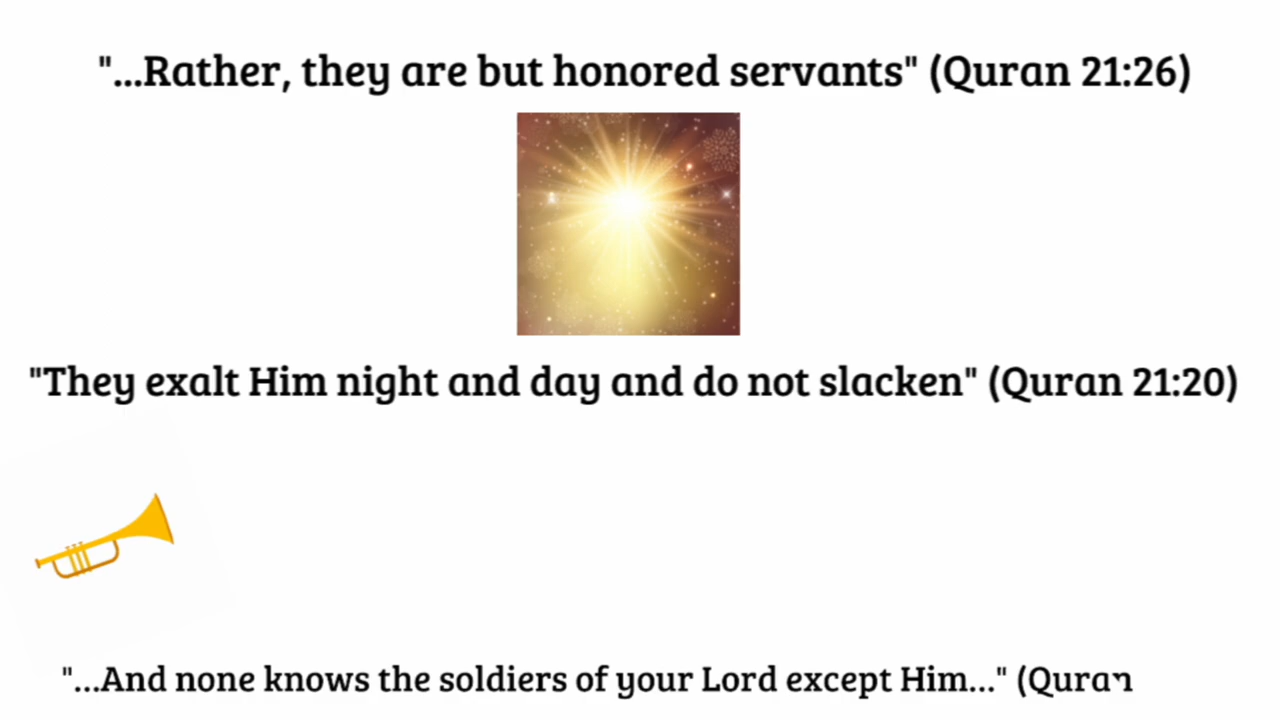 "...Rather, they are but honored servants" (Quran 21:26)
"They exalt Him night and day and do not slacken" (Quran 21:20)
"...And none knows the soldiers of your Lord except Him..." (Quran